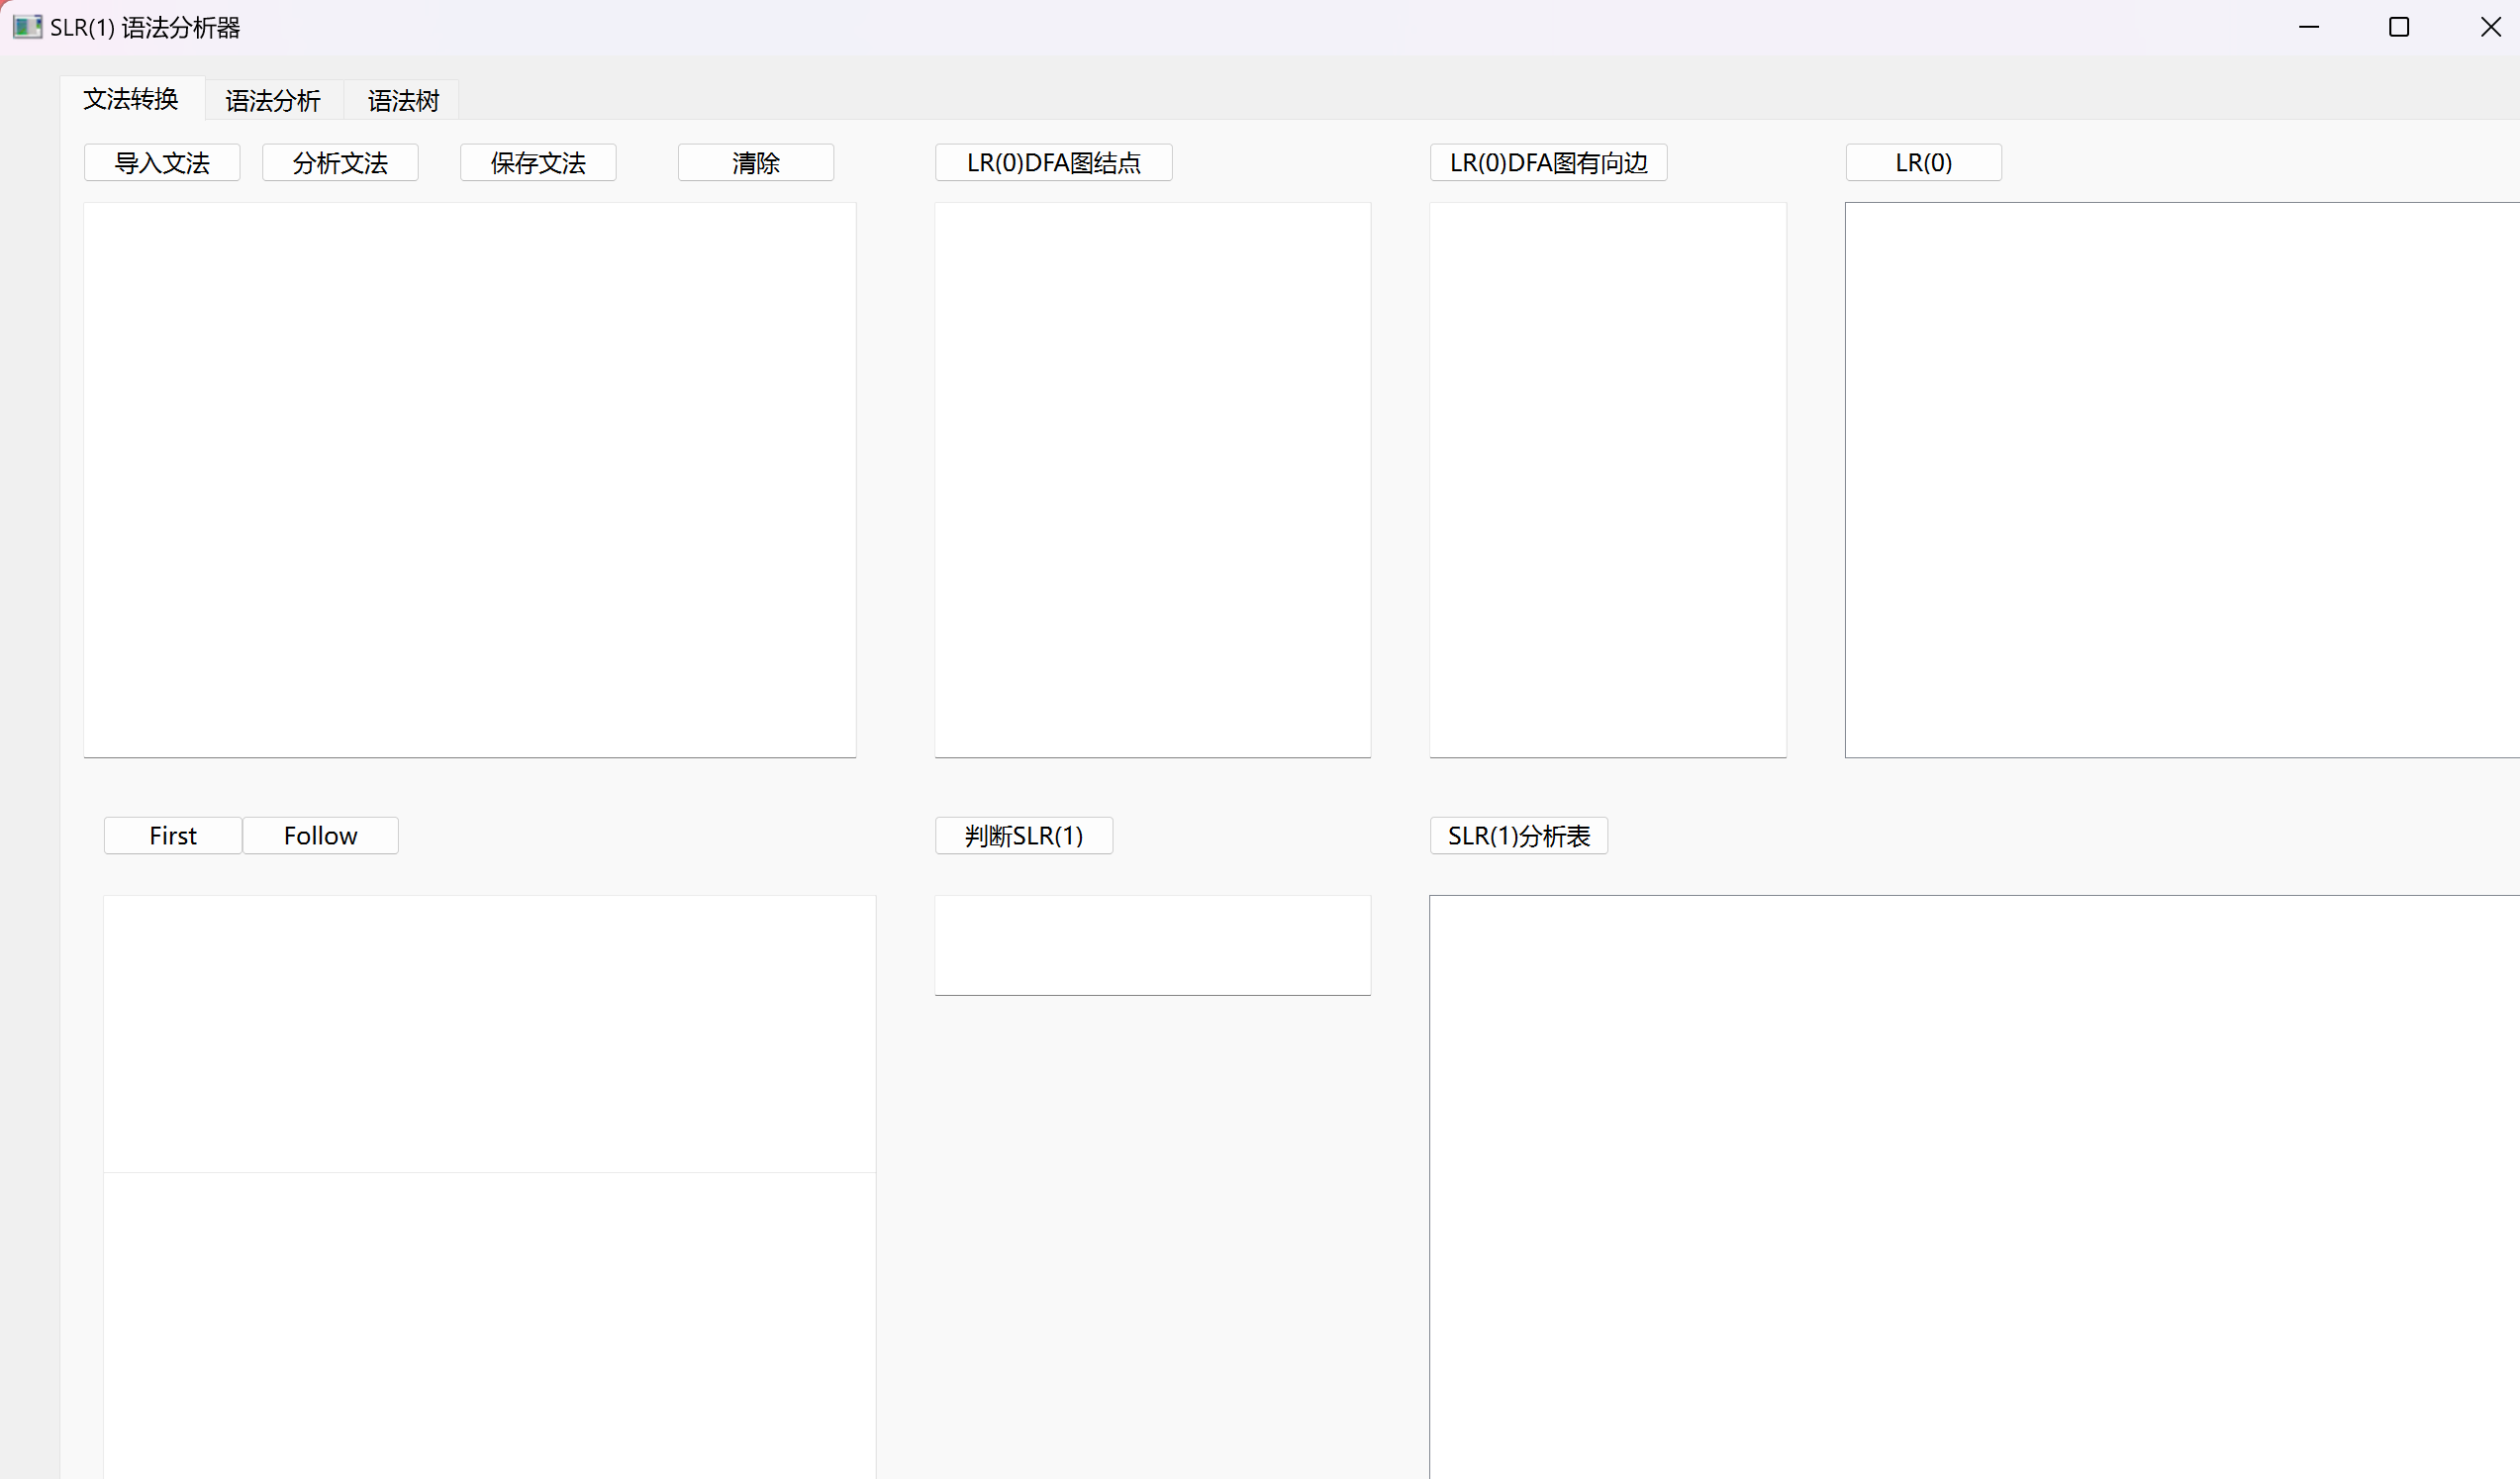 SLR(1) 语法分析器
文法转换 语法分析 语法树
导入文法 分析文法 保存文法 清除 LR(0)DFA图结点 LR(0)DFA图有向边 LR(0)
First Follow 判断SLR(1) SLR(1)分析表